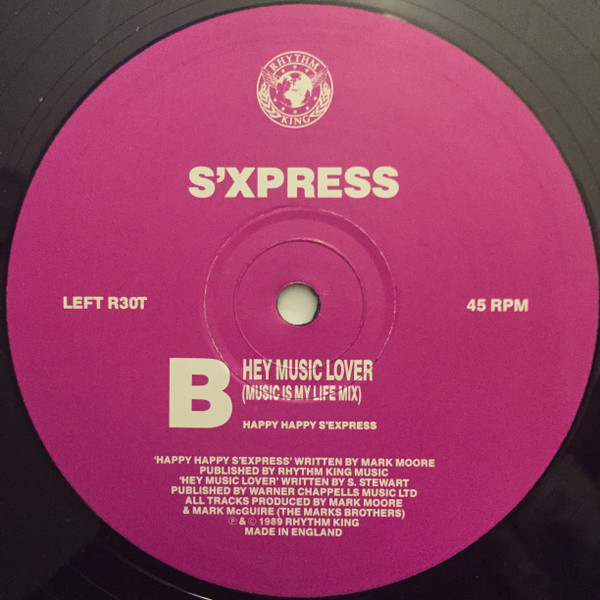 RHYTHM
KING
S'XPRESS
LEFT R30T
45 RPM
B
HEY MUSIC LOVER
(MUSIC IS MY LIFE MIX)
HAPPY HAPPY S'EXPRESS
'HAPPY HAPPY S'EXPRESS' WRITTEN BY MARK MOORE
PUBLISHED BY RHYTHM KING MUSIC
'HEY MUSIC LOVER' WRITTEN BY S. STEWART
PUBLISHED BY WARNER CHAPPELLS MUSIC LTD
ALL TRACKS PRODUCED BY MARK MOORE
& MARK McGUIRE (THE MARKS BROTHERS)
℗ & © 1989 RHYTHM KING
MADE IN ENGLAND